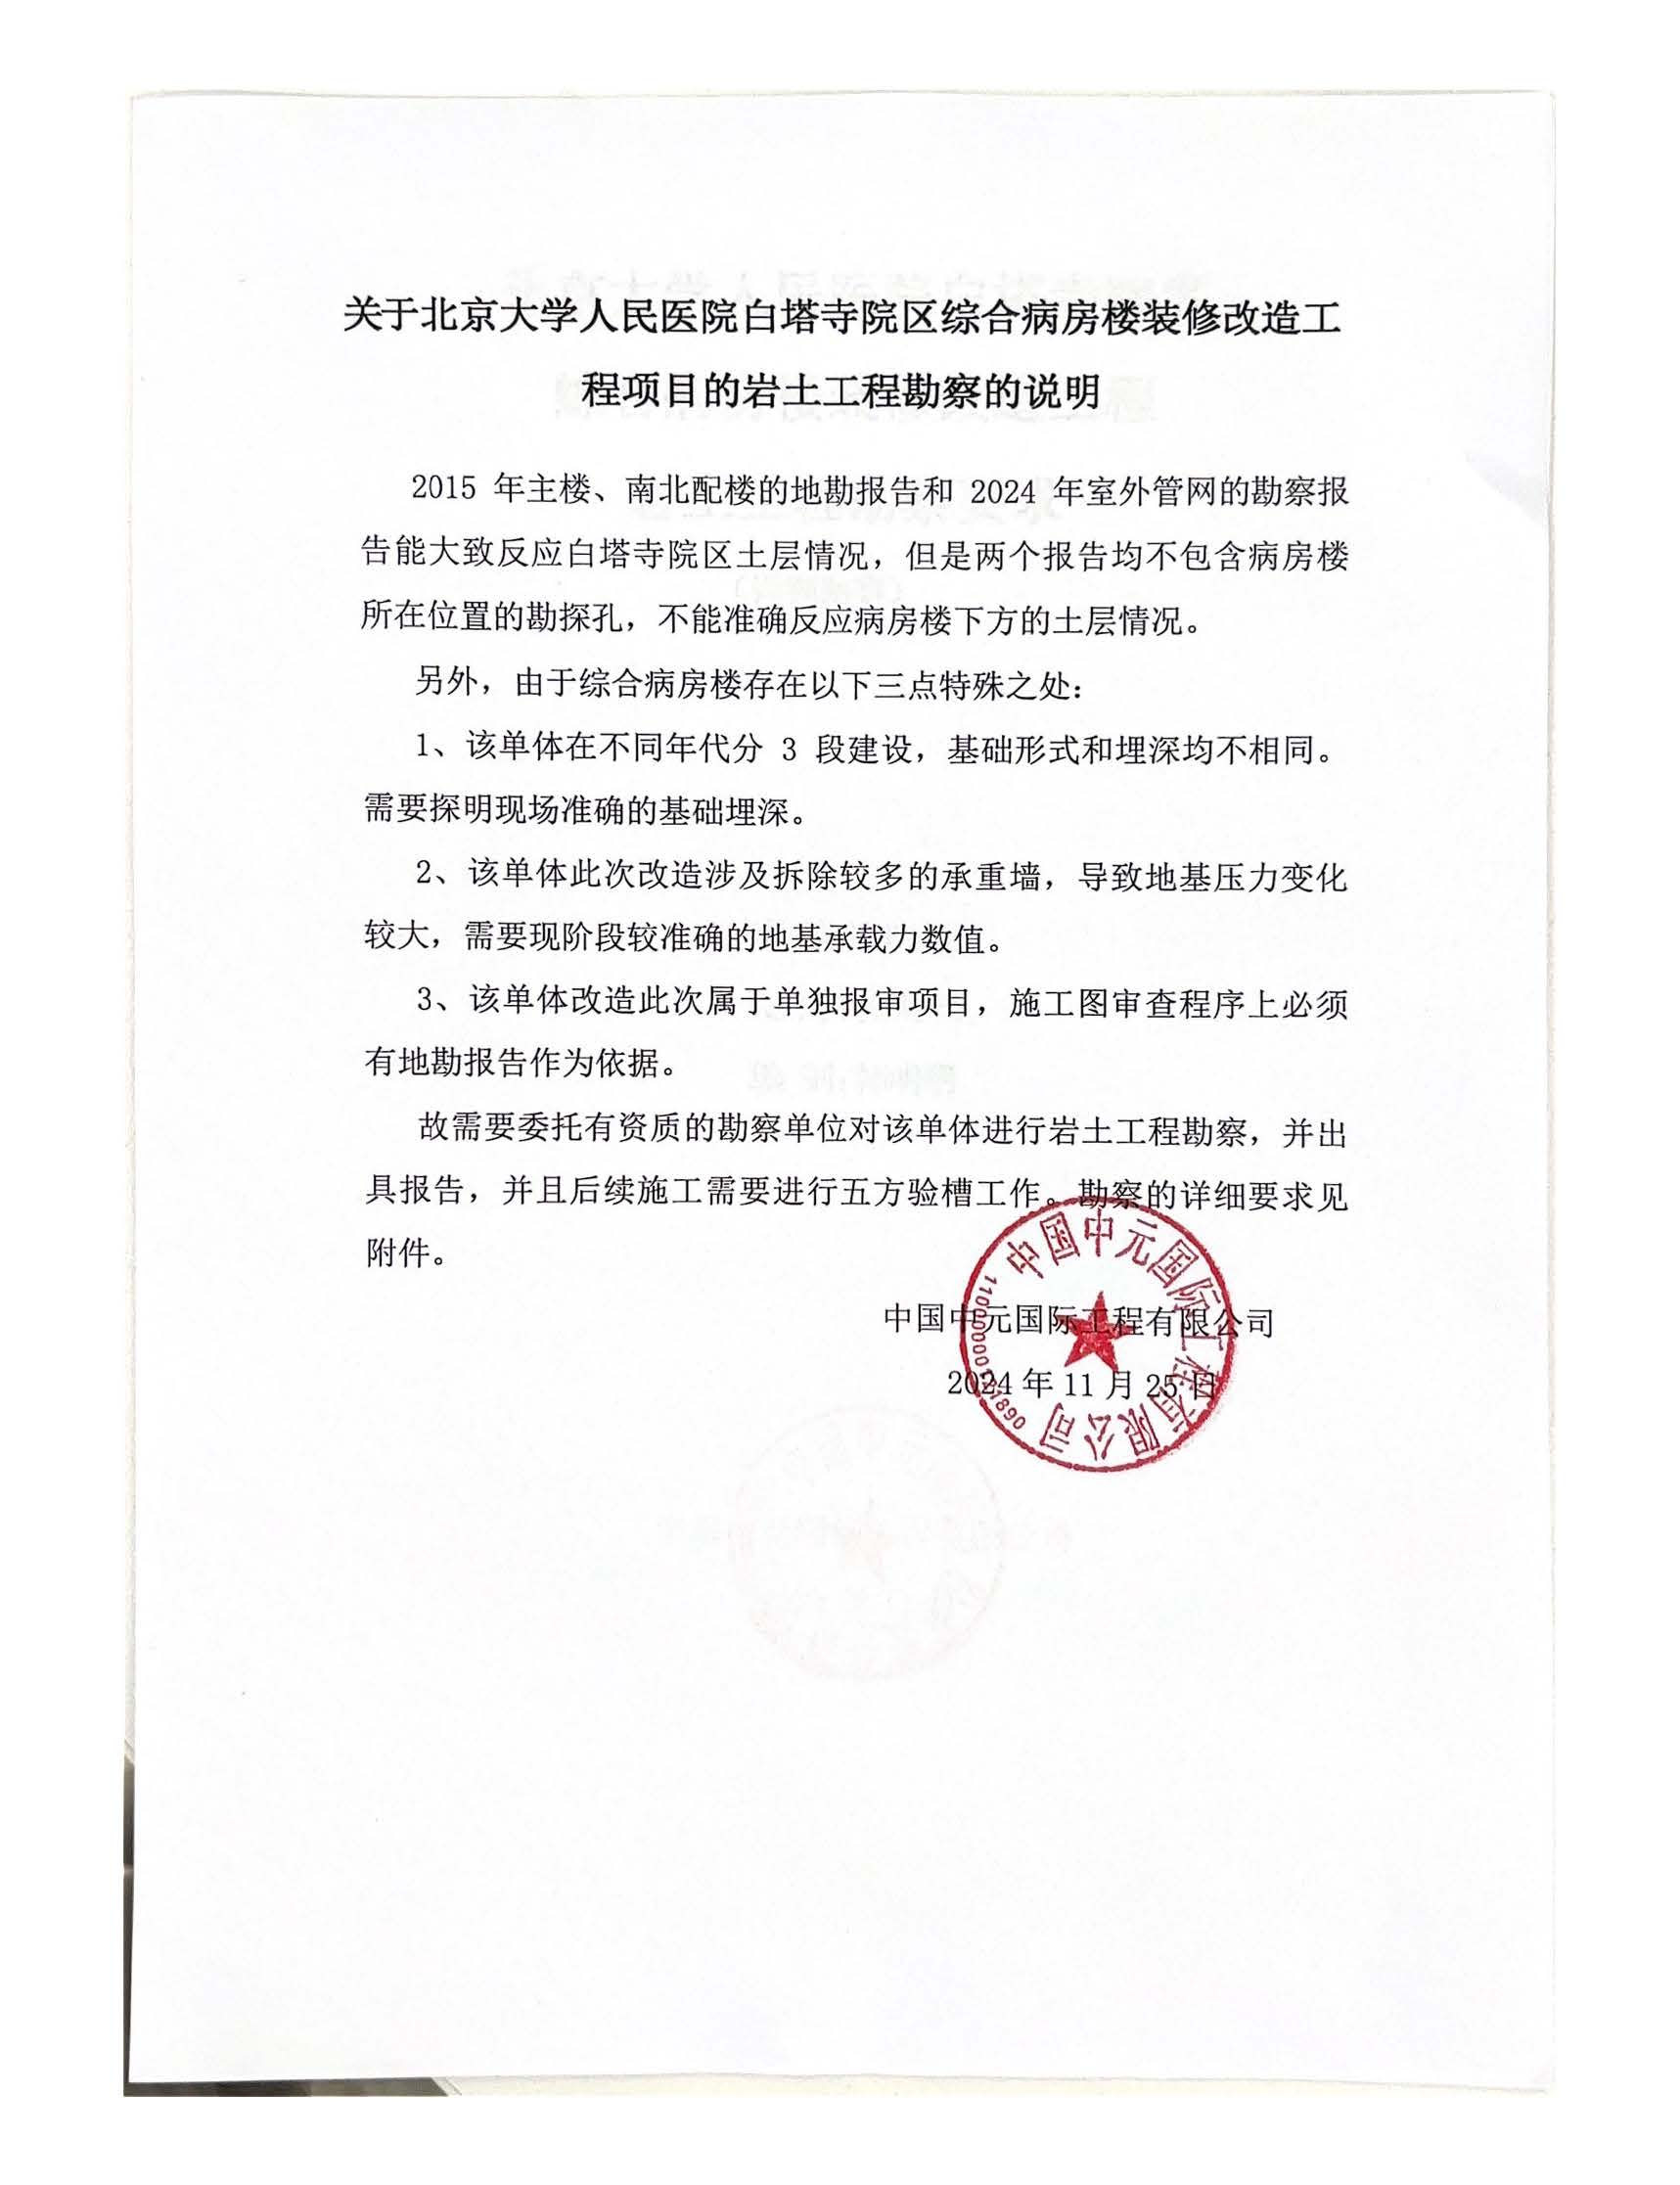 关于北京大学人民医院白塔寺院区综合病房楼装修改造工
程项目的岩土工程勘察的说明
2015 年主楼、南北配楼的地勘报告和 2024 年室外管网的勘察报
告能大致反应白塔寺院区土层情况，但是两个报告均不包含病房楼
所在位置的勘探孔，不能准确反应病房楼下方的土层情况。
另外，由于综合病房楼存在以下三点特殊之处：
1、该单体在不同年代分 3 段建设，基础形式和埋深均不相同。
需要探明现场准确的基础埋深。
2、该单体此次改造涉及拆除较多的承重墙，导致地基压力变化
较大，需要现阶段较准确的地基承载力数值。
3、该单体改造此次属于单独报审项目，施工图审查程序上必须
有地勘报告作为依据。
故需要委托有资质的勘察单位对该单体进行岩土工程勘察，并出
具报告，并且后续施工需要进行五方验槽工作。勘察的详细要求见
附件。
中国中元国际工程有限公司
2024 年 11 月 25 日
中国中元国际工程有限公司